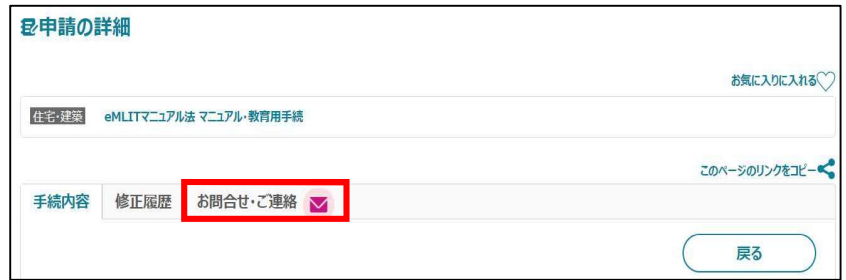 申請の詳細
お気に入りに入れる
住宅・建築 eMLITマニュアル法 マニュアル・教育用手続
このページのリンクをコピー
手続内容 修正履歴 お問合せ・ご連絡
戻る